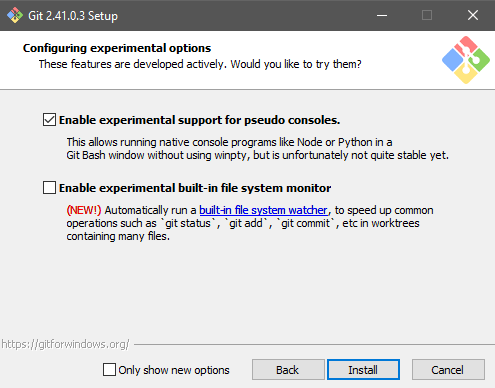 Git 2.41.0.3 Setup
Configuring experimental options
These features are developed actively. Would you like to try them?
Enable experimental support for pseudo consoles.
This allows running native console programs like Node or Python in a
Git Bash window without using winpty, but is unfortunately not quite stable yet.
Enable experimental built-in file system monitor
(NEW!) Automatically run a built-in file system watcher, to speed up common
operations such as `git status`, `git add`, `git commit`, etc in worktrees
containing many files.
https://gitforwindows.org/
Only show new options
Back
Install
Cancel